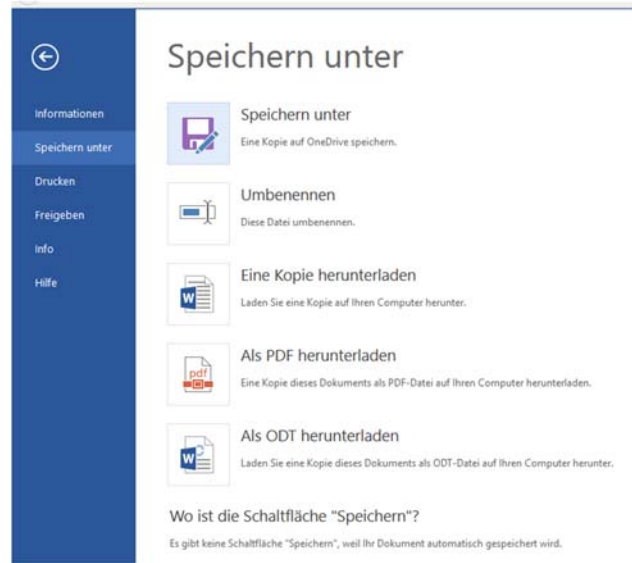 Speichern unter
Informationen
Speichern unter
Drucken
Freigeben
Info
Hilfe
Speichern unter
Eine Kopie auf OneDrive speichern.
Umbenennen
Diese Datei umbenennen.
Eine Kopie herunterladen
Laden Sie eine Kopie auf Ihren Computer herunter.
pdf
Als PDF herunterladen
Eine Kopie dieses Dokuments als PDF-Datei auf Ihren Computer herunterladen.
Als ODT herunterladen
Laden Sie eine Kopie dieses Dokuments als ODT-Datei auf Ihren Computer herunter.
Wo ist die Schaltfläche "Speichern"?
Es gibt keine Schaltfläche "Speichern", weil Ihr Dokument automatisch gespeichert wird.